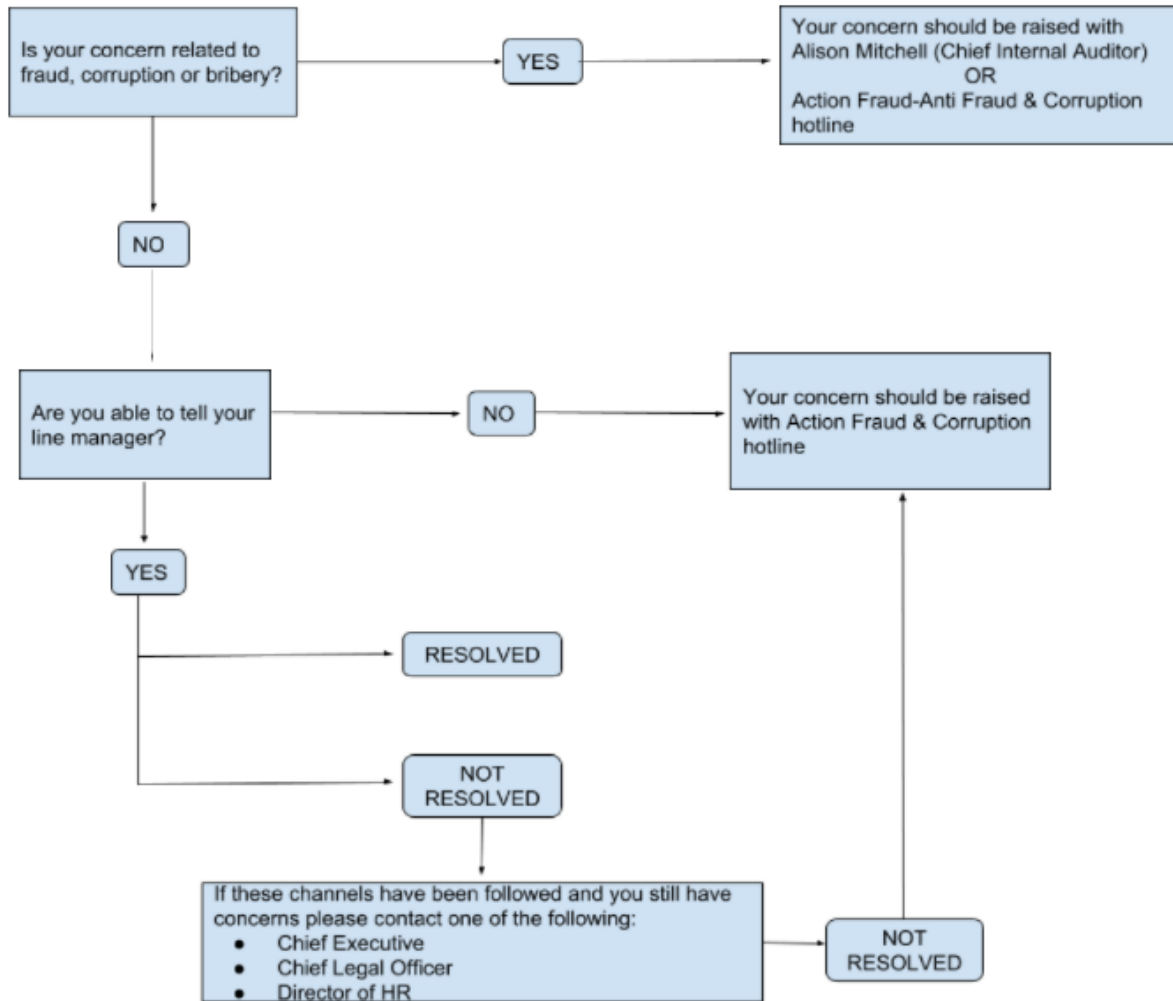 Is your concern related to
fraud, corruption or bribery?
YES
Your concern should be raised with
Alison Mitchell (Chief Internal Auditor)
OR
Action Fraud-Anti Fraud & Corruption
hotline
NO
Are you able to tell your
line manager?
NO
Your concern should be raised
with Action Fraud & Corruption
hotline
YES
RESOLVED
NOT
RESOLVED
If these channels have been followed and you still have
concerns please contact one of the following:
● Chief Executive
● Chief Legal Officer
● Director of HR
NOT
RESOLVED